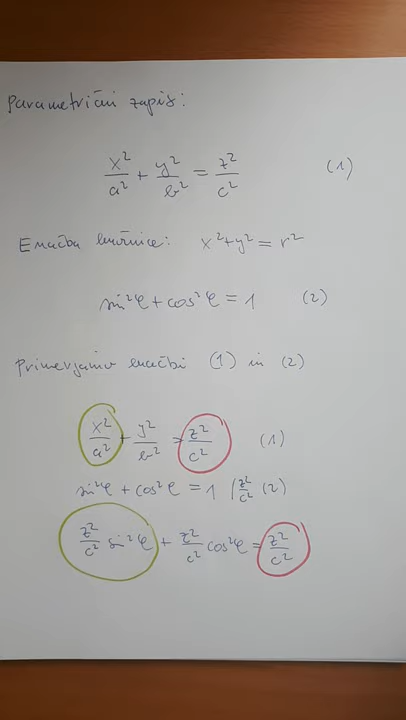 Parametrični zapis:
x²/a² + y²/b² = z²/c² (1)
Enačba krožnice: x²+y² = r²
sin²φ + cos²φ = 1 (2)
Primerjamo enačbi (1) in (2)
x²/a² + y²/b² = z²/c² (1)
sin²φ + cos²φ = 1 /z²/c² (2)
z²/c² sin²φ + z²/c² cos²φ = z²/c²